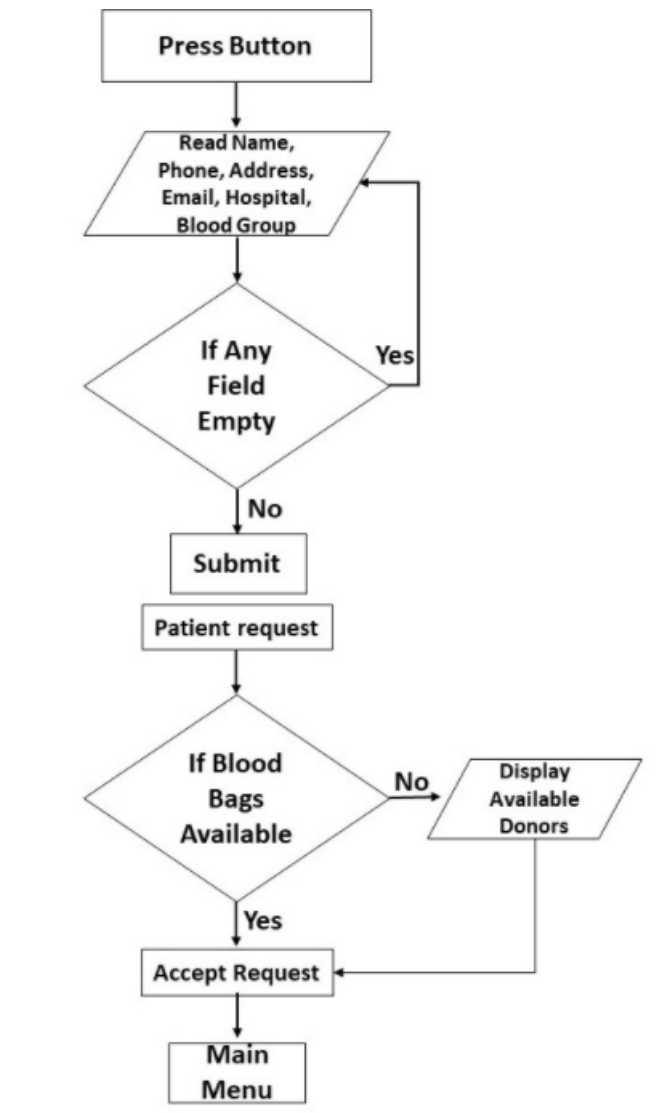 Press Button
Read Name,
Phone, Address,
Email, Hospital,
Blood Group
If Any
Field
Empty
Yes
No
Submit
Patient request
If Blood
Bags
Available
No
Display
Available
Donors
Yes
Accept Request
Main
Menu